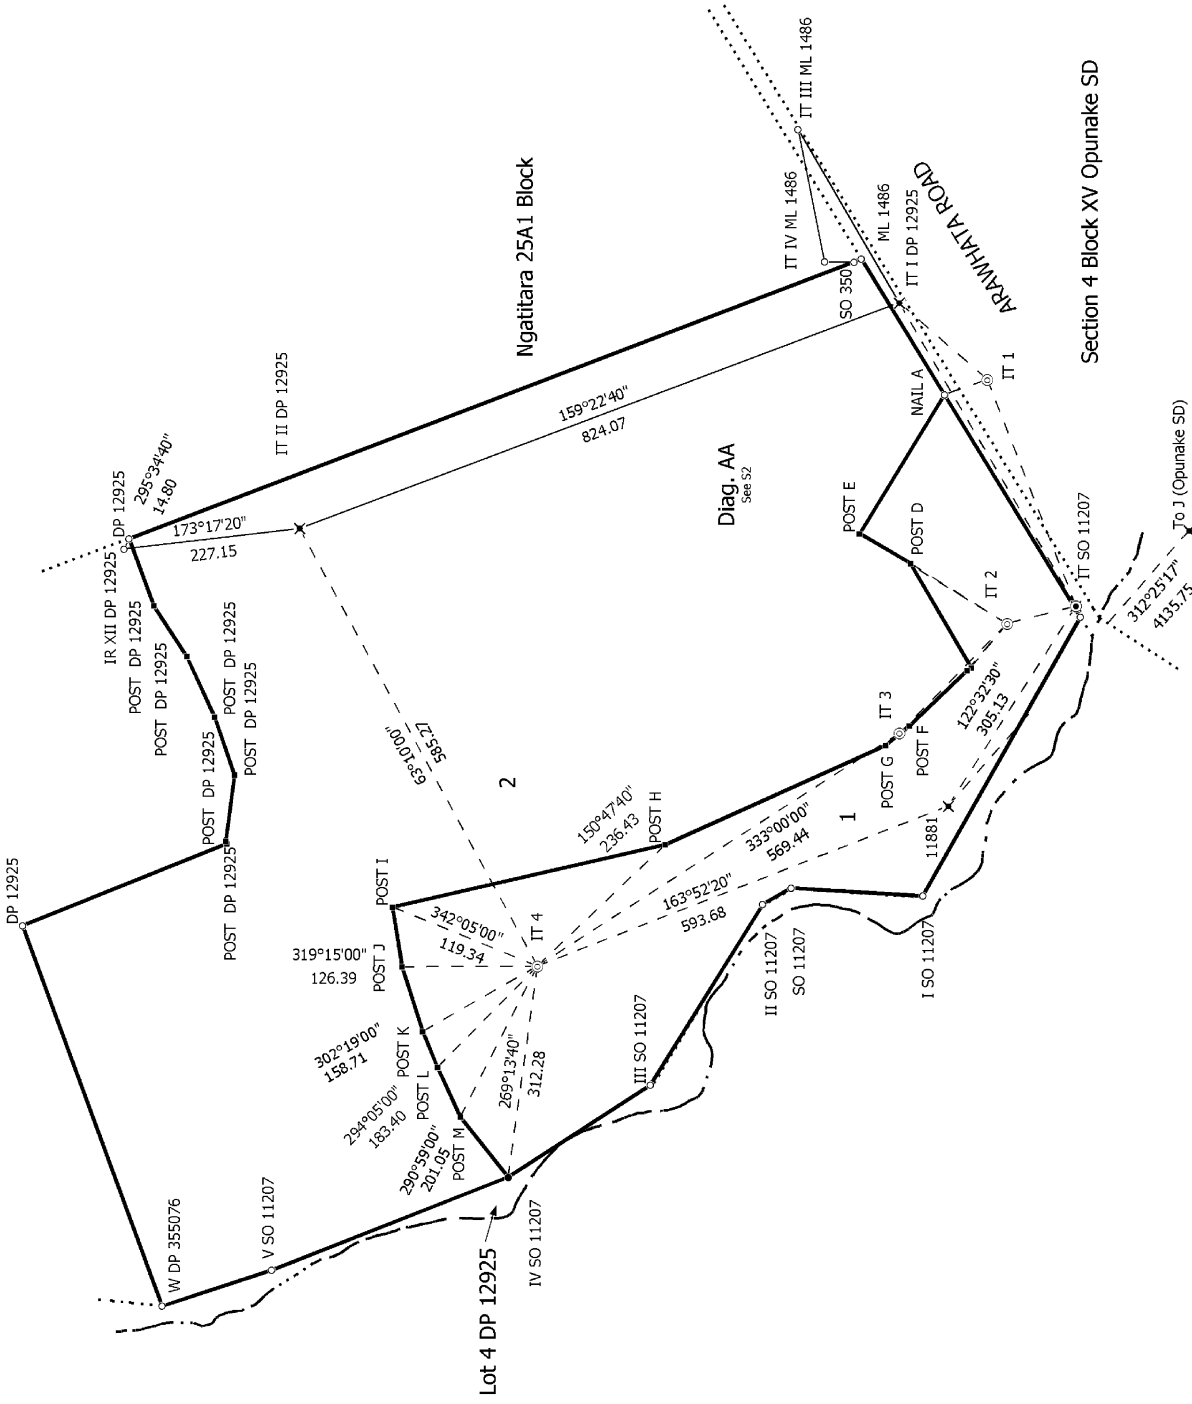 IT III ML 1486
IT IV ML 1486
ML 1486
IT I DP 12925
SO 350
ARAWHATA ROAD
Ngatitara 25A1 Block
Section 4 Block XV Opunake SD
IT II DP 12925
159°22'40"
824.07
NAIL A
IT 1
295°34'40"
14.80
DP 12925
IR XII DP 12925
173°17'20"
227.15
Diag. AA
See S2
POST E
POST D
IT 2
IT SO 11207
To J (Opunake SD)
312°25'17"
4135.75
POST DP 12925
POST DP 12925
POST DP 12925
POST DP 12925
POST DP 12925
POST DP 12925
63°10'00"
585.27
2
IT 3
POST F
POST G
122°32'30"
305.13
POST H
150°47'40"
236.43
333°00'00"
569.44
1
11881
163°52'20"
593.68
DP 12925
POST I
342°05'00"
119.34
IT 4
319°15'00"
126.39
POST J
302°19'00"
158.71
POST K
294°05'00"
183.40
POST L
290°59'00"
201.05
POST M
269°13'40"
312.28
II SO 11207
SO 11207
I SO 11207
III SO 11207
IV SO 11207
V SO 11207
W DP 355076
Lot 4 DP 12925